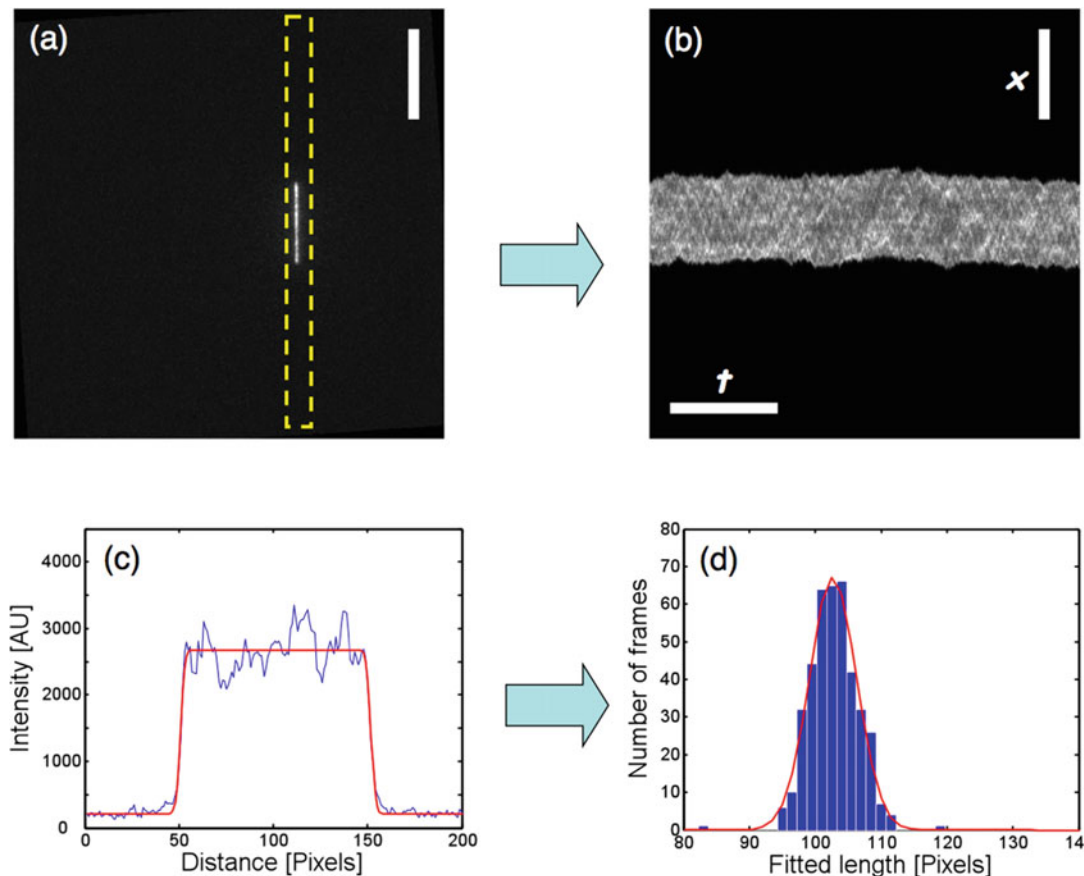 (a)
(b)
x
t
(c)
Intensity [AU]
4000
3000
2000
1000
0
0 50 100 150 200
Distance [Pixels]
(d)
Number of frames
80
70
60
50
40
30
20
10
0
80 90 100 110 120 130 14
Fitted length [Pixels]